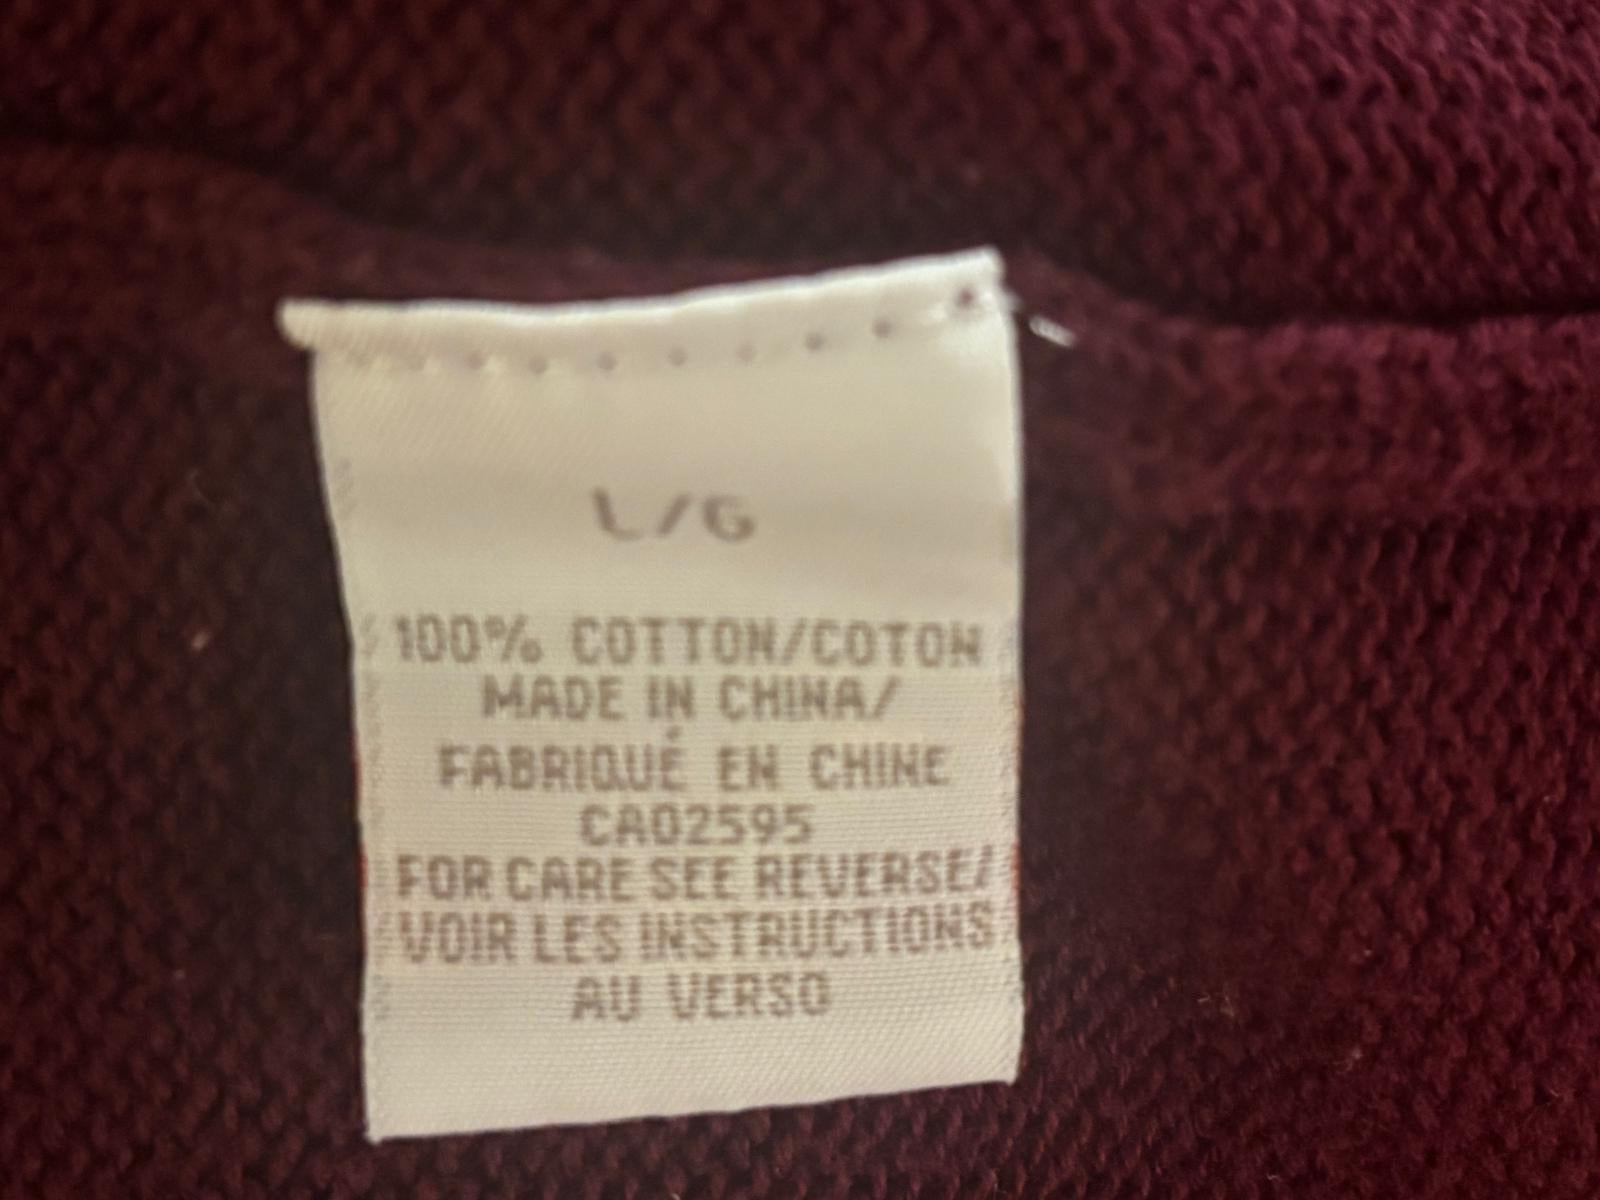 L/G
100% COTTON/COTON
MADE IN CHINA/
FABRIQUÉ EN CHINE
CA02595
FOR CARE SEE REVERSE/
VOIR LES INSTRUCTIONS
AU VERSO